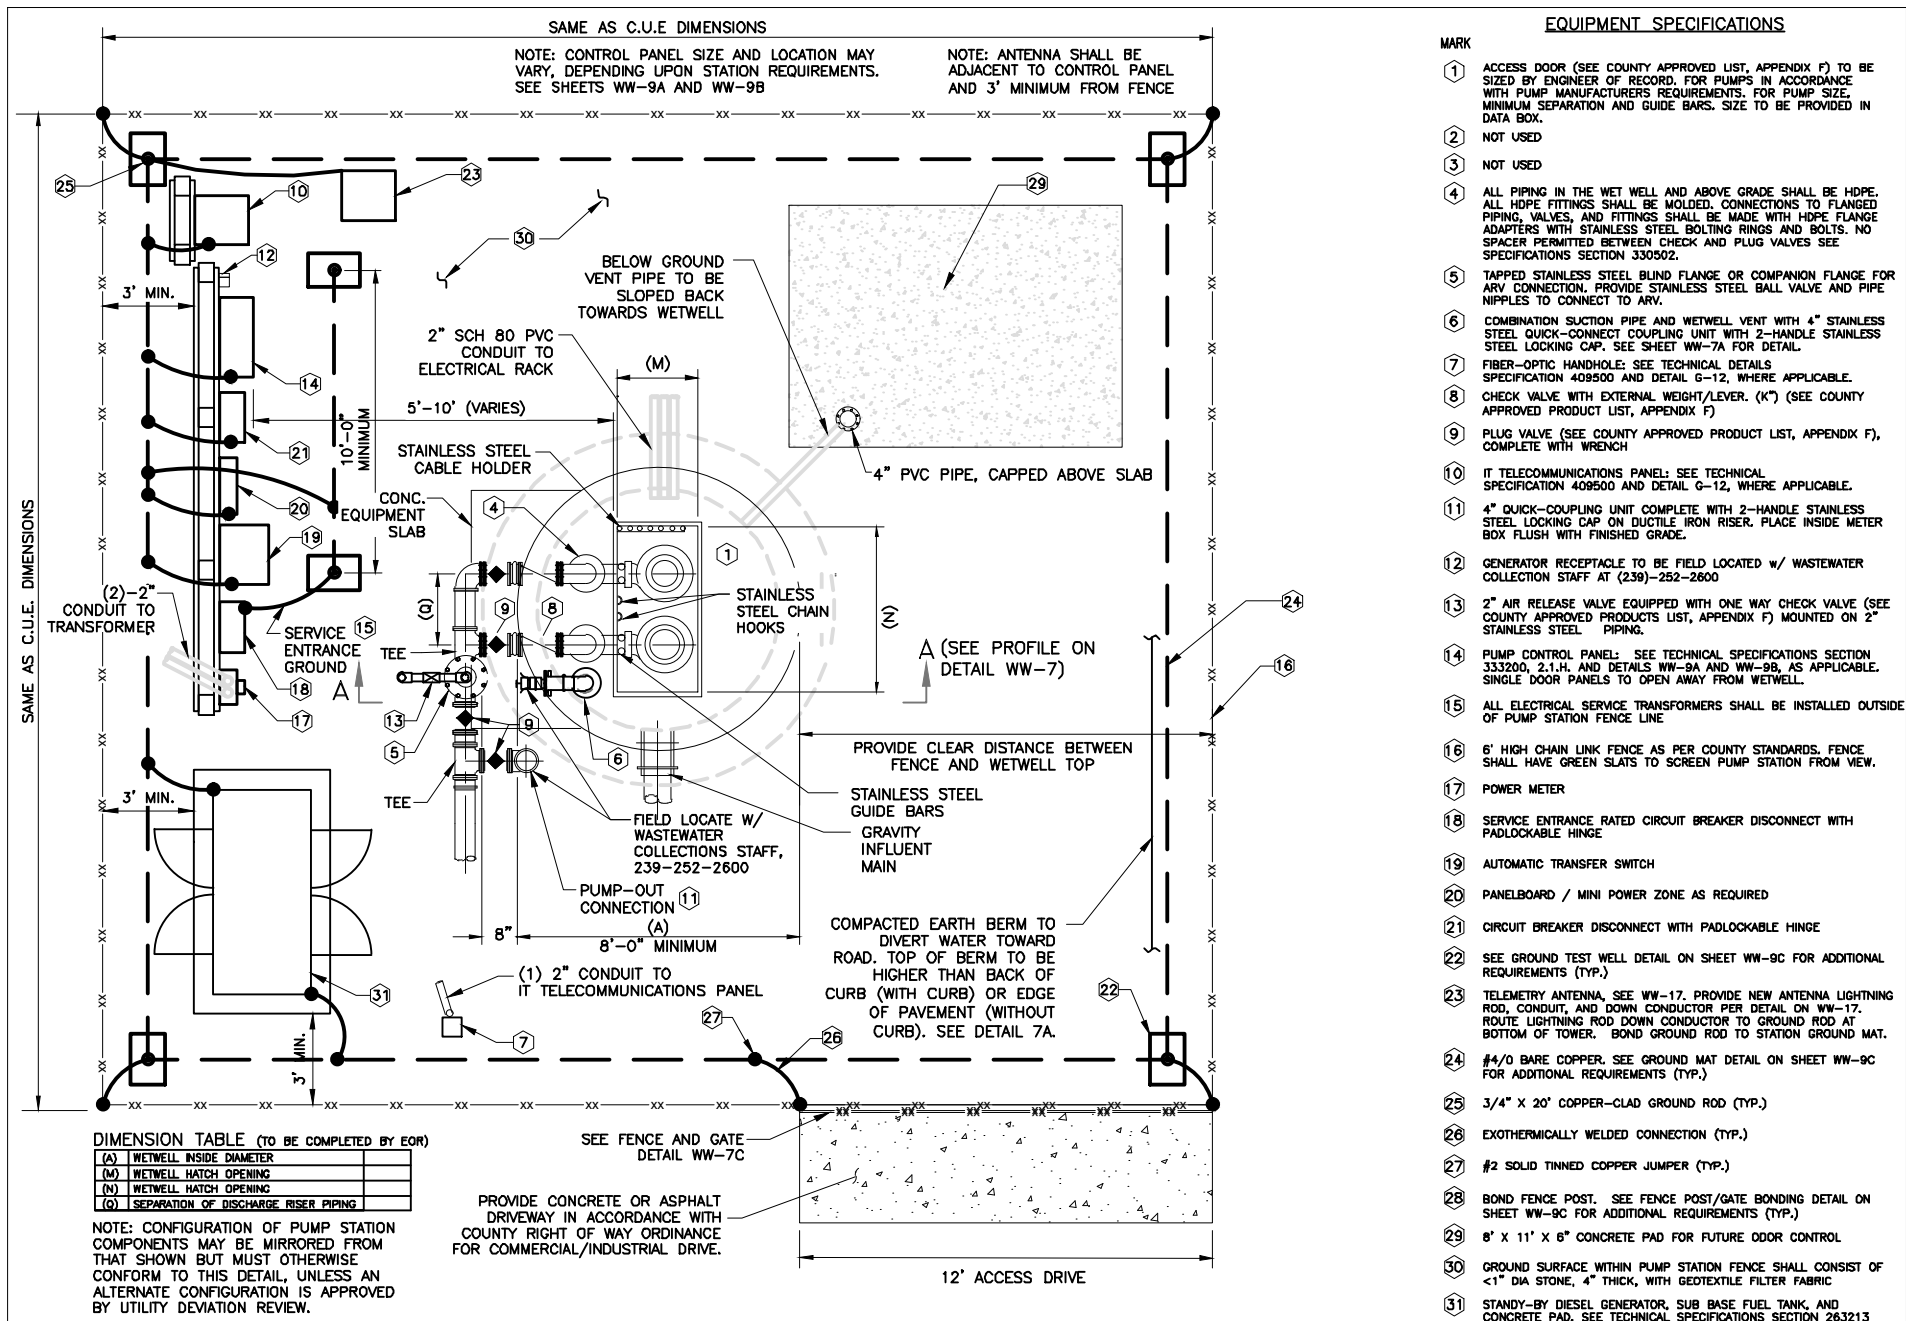 SAME AS C.U.E DIMENSIONS
NOTE: CONTROL PANEL SIZE AND LOCATION MAY
VARY, DEPENDING UPON STATION REQUIREMENTS.
SEE SHEETS WW-9A AND WW-9B
NOTE: ANTENNA SHALL BE
ADJACENT TO CONTROL PANEL
AND 3' MINIMUM FROM FENCE
SAME AS C.U.E. DIMENSIONS
25
10
23
12
30
29
3' MIN.
BELOW GROUND
VENT PIPE TO BE
SLOPED BACK
TOWARDS WETWELL
2" SCH 80 PVC
CONDUIT TO
ELECTRICAL RACK
(M)
14
5'-10' (VARIES)
10'-0"
MINIMUM
21
STAINLESS STEEL
CABLE HOLDER
4" PVC PIPE, CAPPED ABOVE SLAB
CONC.
EQUIPMENT
SLAB
4
20
19
1
(2)-2"
CONDUIT TO
TRANSFORMER
(Q)
9
8
STAINLESS
STEEL CHAIN
HOOKS
(N)
24
SERVICE
ENTRANCE
GROUND
15
TEE
A
A
(SEE PROFILE ON
DETAIL WW-7)
16
18
17
13
5
9
6
PROVIDE CLEAR DISTANCE BETWEEN
FENCE AND WETWELL TOP
3' MIN.
TEE
STAINLESS STEEL
GUIDE BARS
FIELD LOCATE W/
WASTEWATER
COLLECTIONS STAFF,
239-252-2600
GRAVITY
INFLUENT
MAIN
PUMP-OUT
CONNECTION
11
8"
(A)
8'-0" MINIMUM
COMPACTED EARTH BERM TO
DIVERT WATER TOWARD
ROAD. TOP OF BERM TO BE
HIGHER THAN BACK OF
CURB (WITH CURB) OR EDGE
OF PAVEMENT (WITHOUT
CURB). SEE DETAIL 7A.
31
(1) 2" CONDUIT TO
IT TELECOMMUNICATIONS PANEL
22
27
26
7
3' MIN.
DIMENSION TABLE (TO BE COMPLETED BY EOR)
(A) WETWELL INSIDE DIAMETER
(M) WETWELL HATCH OPENING
(N) WETWELL HATCH OPENING
(Q) SEPARATION OF DISCHARGE RISER PIPING
SEE FENCE AND GATE
DETAIL WW-7C
NOTE: CONFIGURATION OF PUMP STATION
COMPONENTS MAY BE MIRRORED FROM
THAT SHOWN BUT MUST OTHERWISE
CONFORM TO THIS DETAIL, UNLESS AN
ALTERNATE CONFIGURATION IS APPROVED
BY UTILITY DEVIATION REVIEW.
PROVIDE CONCRETE OR ASPHALT
DRIVEWAY IN ACCORDANCE WITH
COUNTY RIGHT OF WAY ORDINANCE
FOR COMMERCIAL/INDUSTRIAL DRIVE.
12' ACCESS DRIVE
EQUIPMENT SPECIFICATIONS
MARK
1 ACCESS DOOR (SEE COUNTY APPROVED LIST, APPENDIX F) TO BE
SIZED BY ENGINEER OF RECORD. FOR PUMPS IN ACCORDANCE
WITH PUMP MANUFACTURERS REQUIREMENTS. FOR PUMP SIZE,
MINIMUM SEPARATION AND GUIDE BARS. SIZE TO BE PROVIDED IN
DATA BOX.
2 NOT USED
3 NOT USED
4 ALL PIPING IN THE WET WELL AND ABOVE GRADE SHALL BE HDPE.
ALL HDPE FITTINGS SHALL BE MOLDED. CONNECTIONS TO FLANGED
PIPING, VALVES, AND FITTINGS SHALL BE MADE WITH HDPE FLANGE
ADAPTERS WITH STAINLESS STEEL BOLTING RINGS AND BOLTS. NO
SPACER PERMITTED BETWEEN CHECK AND PLUG VALVES SEE
SPECIFICATIONS SECTION 330502.
5 TAPPED STAINLESS STEEL BLIND FLANGE OR COMPANION FLANGE FOR
ARV CONNECTION. PROVIDE STAINLESS STEEL BALL VALVE AND PIPE
NIPPLES TO CONNECT TO ARV.
6 COMBINATION SUCTION PIPE AND WETWELL VENT WITH 4" STAINLESS
STEEL QUICK-CONNECT COUPLING UNIT WITH 2-HANDLE STAINLESS
STEEL LOCKING CAP. SEE SHEET WW-7A FOR DETAIL.
7 FIBER-OPTIC HANDHOLE: SEE TECHNICAL DETAILS
SPECIFICATION 409500 AND DETAIL G-12, WHERE APPLICABLE.
8 CHECK VALVE WITH EXTERNAL WEIGHT/LEVER. (K") (SEE COUNTY
APPROVED PRODUCT LIST, APPENDIX F)
9 PLUG VALVE (SEE COUNTY APPROVED PRODUCT LIST, APPENDIX F),
COMPLETE WITH WRENCH
10 IT TELECOMMUNICATIONS PANEL: SEE TECHNICAL
SPECIFICATION 409500 AND DETAIL G-12, WHERE APPLICABLE.
11 4" QUICK-COUPLING UNIT COMPLETE WITH 2-HANDLE STAINLESS
STEEL LOCKING CAP ON DUCTILE IRON RISER. PLACE INSIDE METER
BOX FLUSH WITH FINISHED GRADE.
12 GENERATOR RECEPTACLE TO BE FIELD LOCATED w/ WASTEWATER
COLLECTION STAFF AT (239)-252-2600
13 2" AIR RELEASE VALVE EQUIPPED WITH ONE WAY CHECK VALVE (SEE
COUNTY APPROVED PRODUCTS LIST, APPENDIX F) MOUNTED ON 2"
STAINLESS STEEL PIPING.
14 PUMP CONTROL PANEL: SEE TECHNICAL SPECIFICATIONS SECTION
333200, 2.1.H. AND DETAILS WW-9A AND WW-9B, AS APPLICABLE.
SINGLE DOOR PANELS TO OPEN AWAY FROM WETWELL.
15 ALL ELECTRICAL SERVICE TRANSFORMERS SHALL BE INSTALLED OUTSIDE
OF PUMP STATION FENCE LINE
16 6' HIGH CHAIN LINK FENCE AS PER COUNTY STANDARDS. FENCE
SHALL HAVE GREEN SLATS TO SCREEN PUMP STATION FROM VIEW.
17 POWER METER
18 SERVICE ENTRANCE RATED CIRCUIT BREAKER DISCONNECT WITH
PADLOCKABLE HINGE
19 AUTOMATIC TRANSFER SWITCH
20 PANELBOARD / MINI POWER ZONE AS REQUIRED
21 CIRCUIT BREAKER DISCONNECT WITH PADLOCKABLE HINGE
22 SEE GROUND TEST WELL DETAIL ON SHEET WW-9C FOR ADDITIONAL
REQUIREMENTS (TYP.)
23 TELEMETRY ANTENNA, SEE WW-17. PROVIDE NEW ANTENNA LIGHTNING
ROD, CONDUIT, AND DOWN CONDUCTOR PER DETAIL ON WW-17.
ROUTE LIGHTNING ROD DOWN CONDUCTOR TO GROUND ROD AT
BOTTOM OF TOWER. BOND GROUND ROD TO STATION GROUND MAT.
24 #4/0 BARE COPPER. SEE GROUND MAT DETAIL ON SHEET WW-9C
FOR ADDITIONAL REQUIREMENTS (TYP.)
25 3/4" X 20' COPPER-CLAD GROUND ROD (TYP.)
26 EXOTHERMICALLY WELDED CONNECTION (TYP.)
27 #2 SOLID TINNED COPPER JUMPER (TYP.)
28 BOND FENCE POST. SEE FENCE POST/GATE BONDING DETAIL ON
SHEET WW-9C FOR ADDITIONAL REQUIREMENTS (TYP.)
29 8' X 11' X 6" CONCRETE PAD FOR FUTURE ODOR CONTROL
30 GROUND SURFACE WITHIN PUMP STATION FENCE SHALL CONSIST OF
<1" DIA STONE, 4" THICK, WITH GEOTEXTILE FILTER FABRIC
31 STANDY-BY DIESEL GENERATOR, SUB BASE FUEL TANK, AND
CONCRETE PAD. SEE TECHNICAL SPECIFICATIONS SECTION 263213